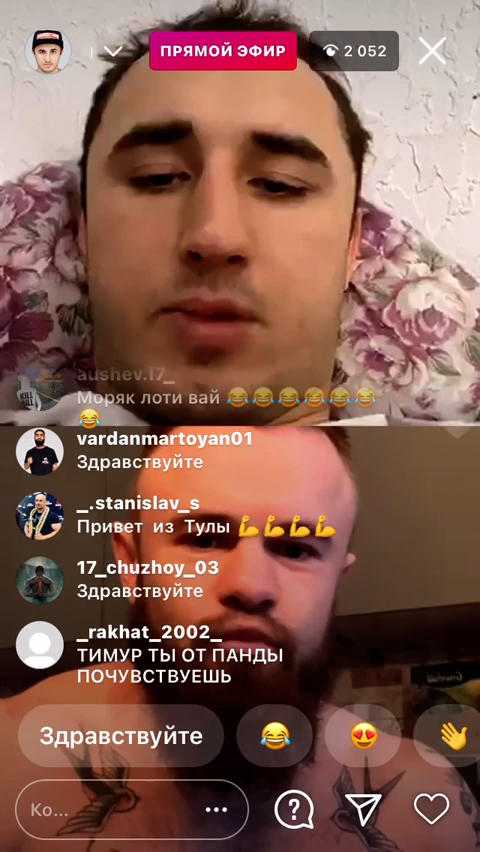 ПРЯМОЙ ЭФИР
2 052
aushev.17_
Моряк лоти вай 😂😂😂😂😂😂
😂
vardanmartoyan01
Здравствуйте
_.stanislav_s
Привет из Тулы 💪💪💪💪
17_chuzhoy_03
Здравствуйте
_rakhat_2002_
ТИМУР ТЫ ОТ ПАНДЫ
ПОЧУВСТВУЕШЬ
Здравствуйте 😂 😍 👋
Ко...